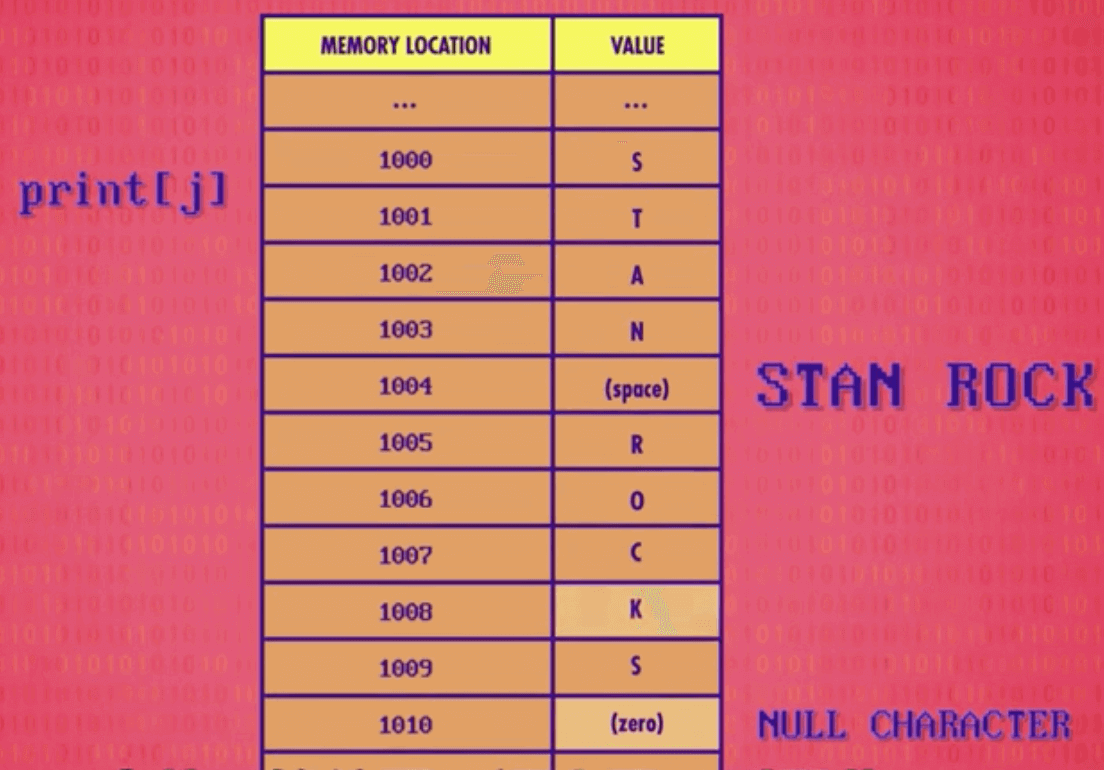 MEMORY LOCATION VALUE
... ...
1000 S
print[j]
1001 T
1002 A
1003 N
1004 (space)
STAN ROCK
1005 R
1006 O
1007 C
1008 K
1009 S
1010 (zero)
NULL CHARACTER